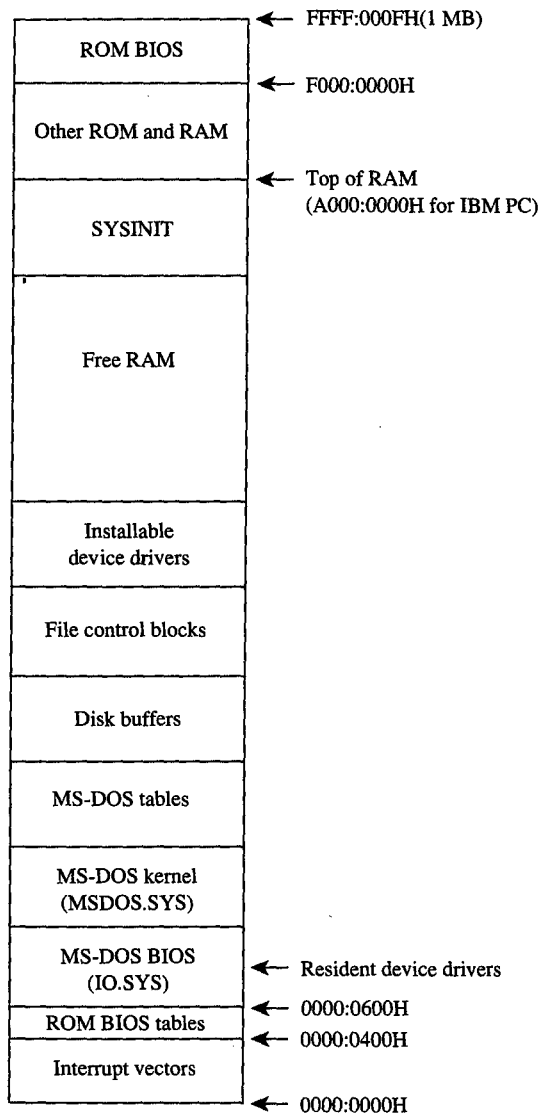 FFFF:000FH(1 MB)
ROM BIOS
F000:0000H
Other ROM and RAM
Top of RAM
(A000:0000H for IBM PC)
SYSINIT
Free RAM
Installable
device drivers
File control blocks
Disk buffers
MS-DOS tables
MS-DOS kernel
(MSDOS.SYS)
MS-DOS BIOS
(IO.SYS)
Resident device drivers
0000:0600H
ROM BIOS tables
0000:0400H
Interrupt vectors
0000:0000H